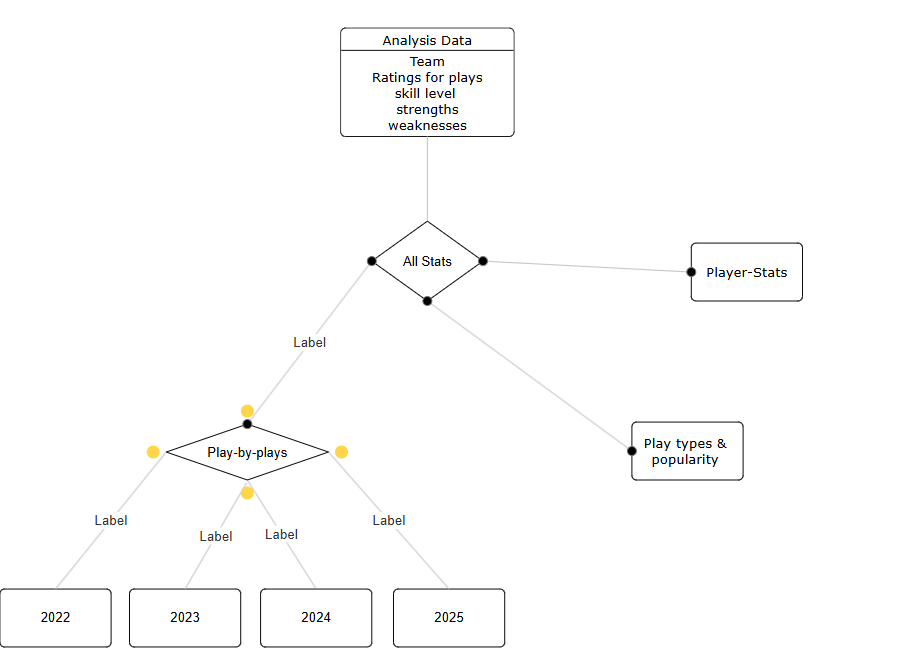 Analysis Data
Team
Ratings for plays
skill level
strengths
weaknesses
All Stats
Player-Stats
Label
Play types &
popularity
Play-by-plays
Label
Label
Label
Label
2022
2023
2024
2025